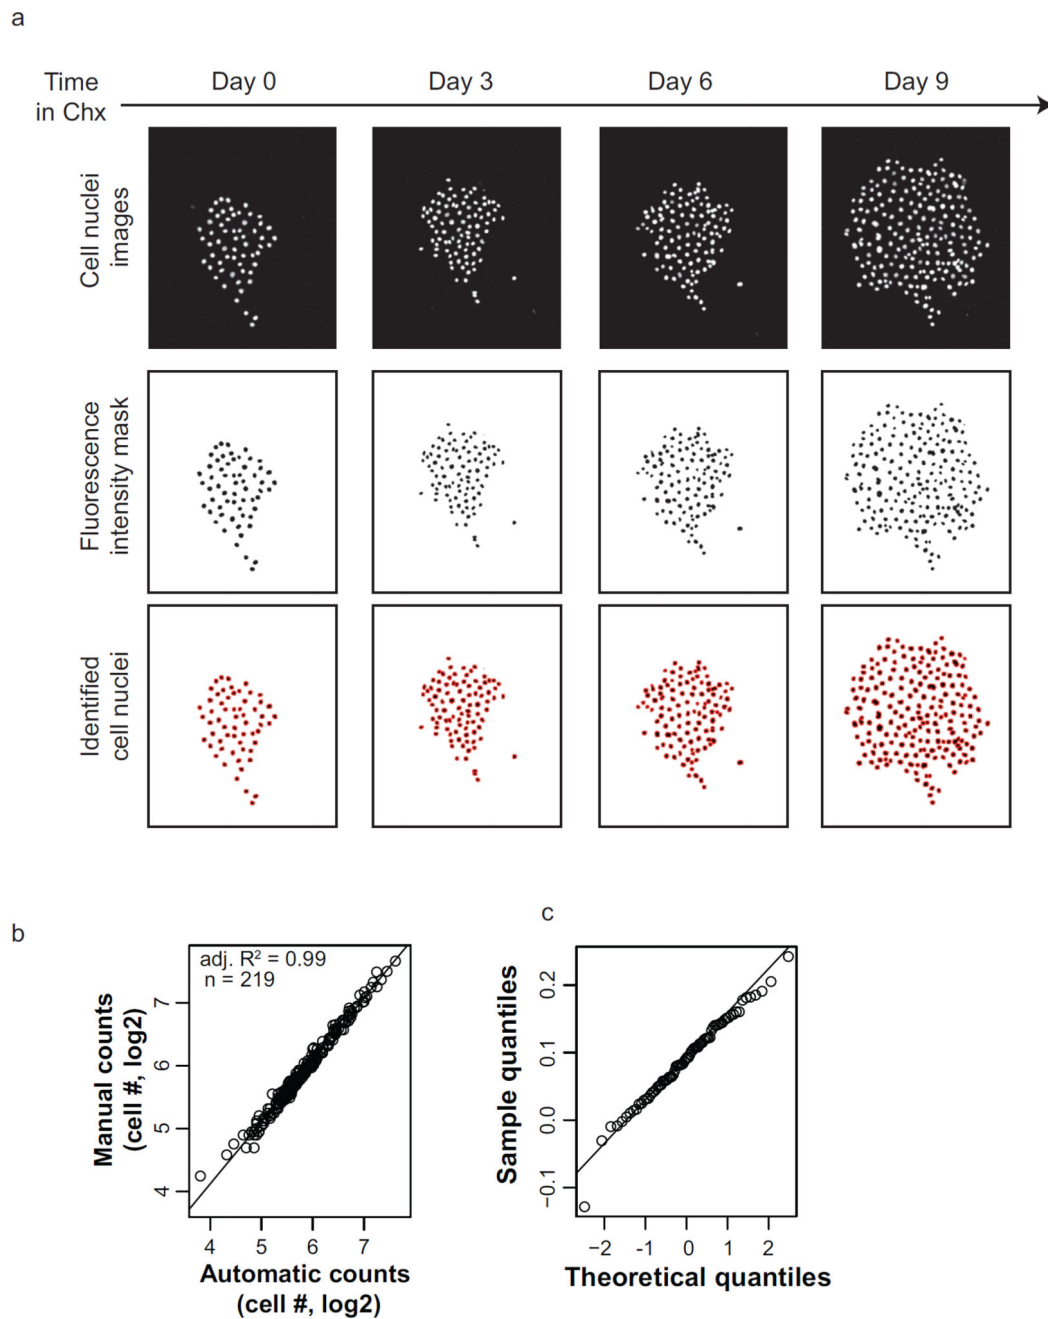 a
Time
in Chx
Day 0
Day 3
Day 6
Day 9
Cell nuclei
images
Fluorescence
intensity mask
Identified
cell nuclei
b
adj. R² = 0.99
n = 219
Manual counts
(cell #, log2)
7
6
5
4
4 5 6 7
Automatic counts
(cell #, log2)
c
Sample quantiles
0.2
0.1
0.0
−0.1
−2 -1 0 1 2
Theoretical quantiles